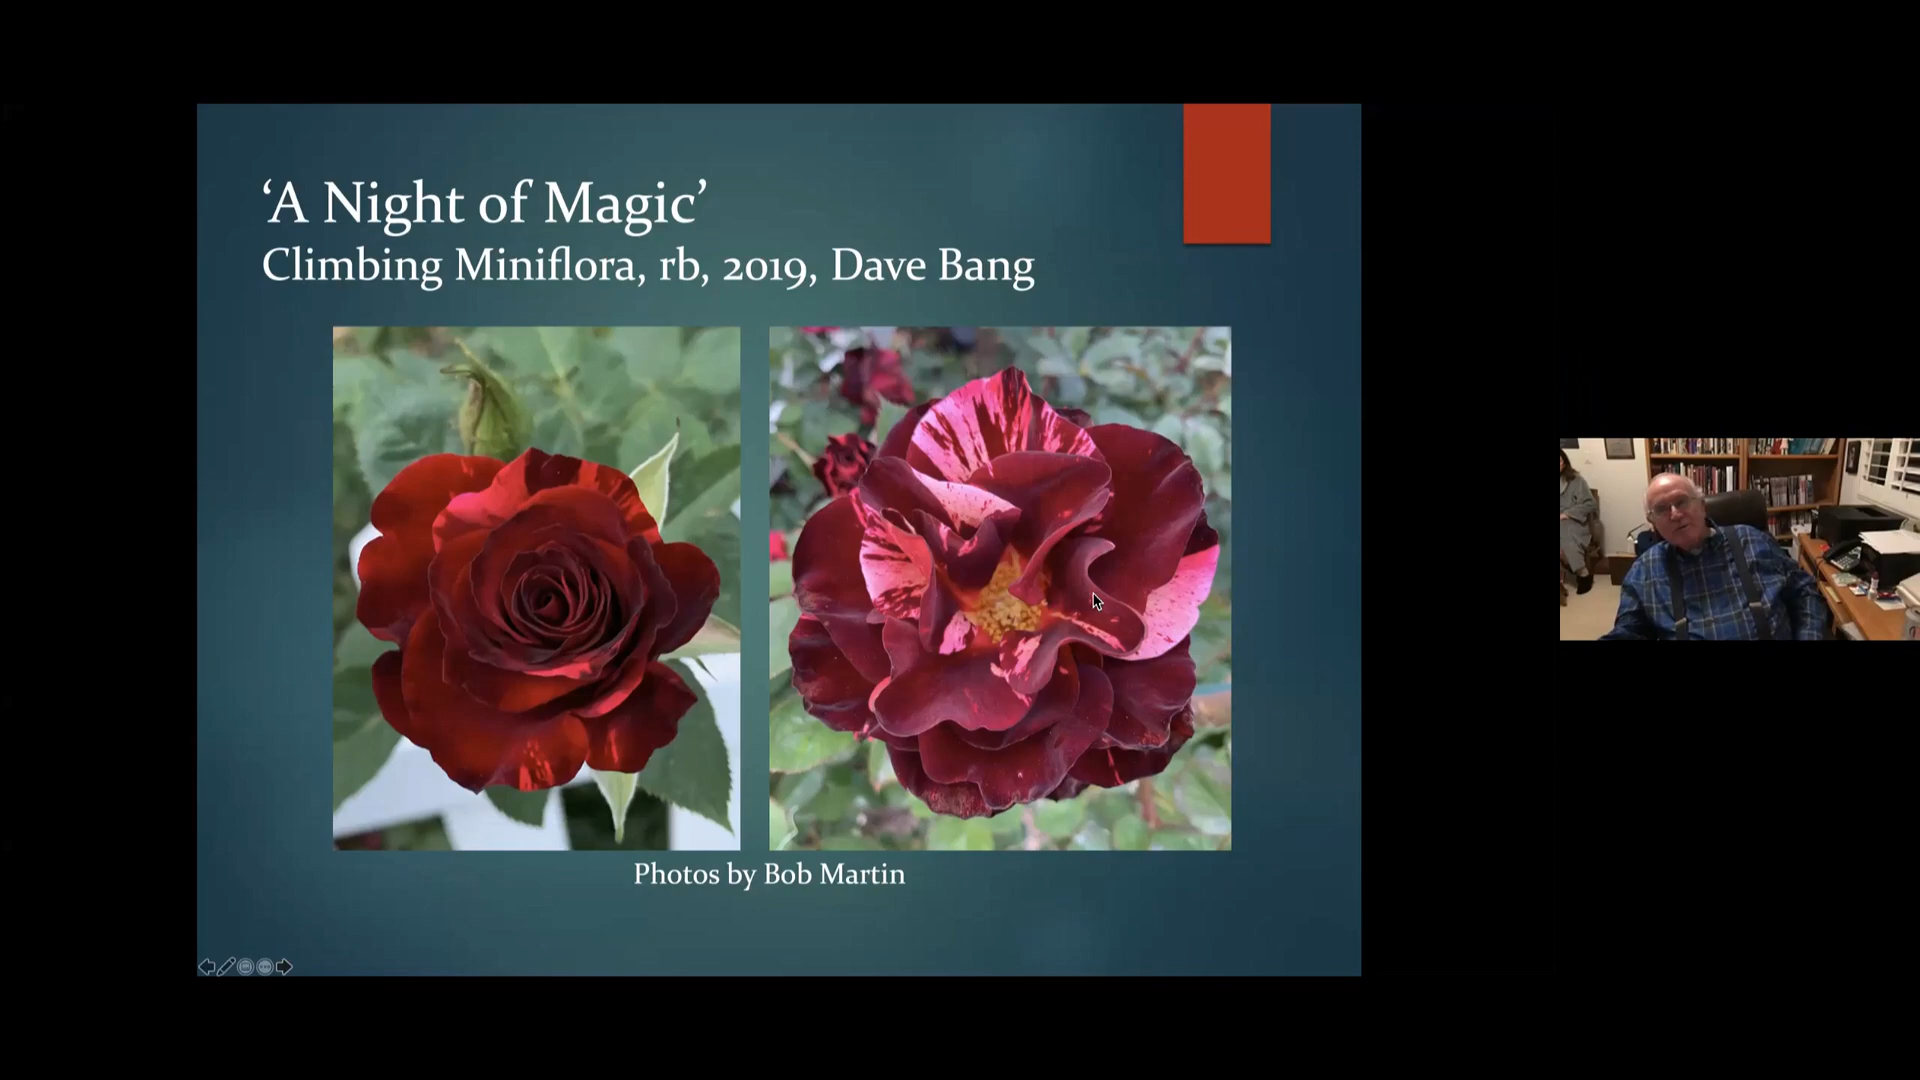 ‘A Night of Magic’
Climbing Miniflora, rb, 2019, Dave Bang
Photos by Bob Martin